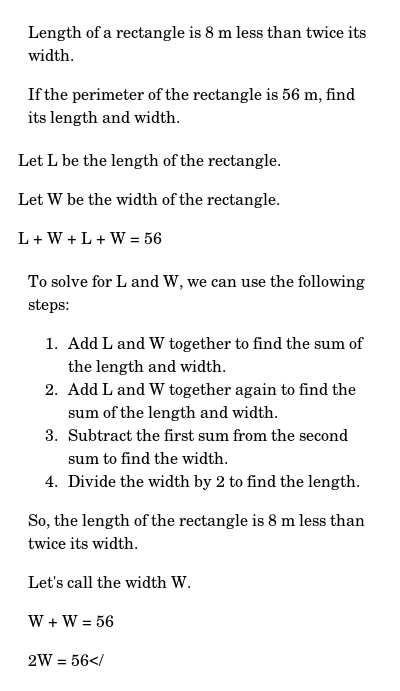 Length of a rectangle is 8 m less than twice its
width.
If the perimeter of the rectangle is 56 m, find
its length and width.
Let L be the length of the rectangle.
Let W be the width of the rectangle.
L + W + L + W = 56
To solve for L and W, we can use the following
steps:
1. Add L and W together to find the sum of
the length and width.
2. Add L and W together again to find the
sum of the length and width.
3. Subtract the first sum from the second
sum to find the width.
4. Divide the width by 2 to find the length.
So, the length of the rectangle is 8 m less than
twice its width.
Let's call the width W.
W + W = 56
2W = 56</